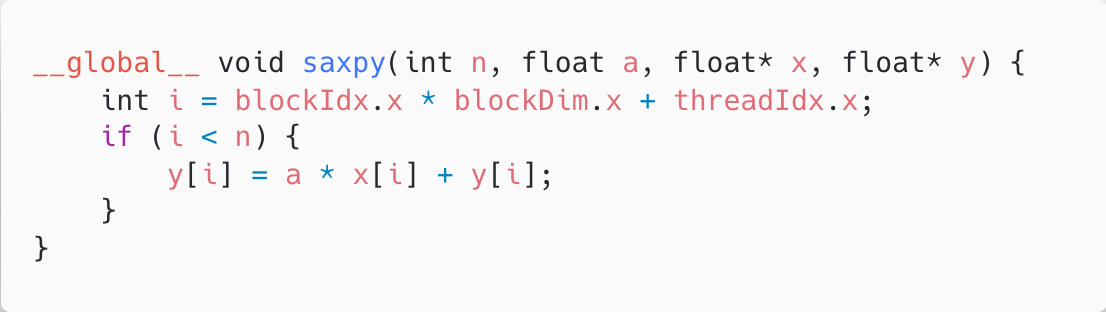 __global__ void saxpy(int n, float a, float* x, float* y) {
    int i = blockIdx.x * blockDim.x + threadIdx.x;
    if (i < n) {
        y[i] = a * x[i] + y[i];
    }
}